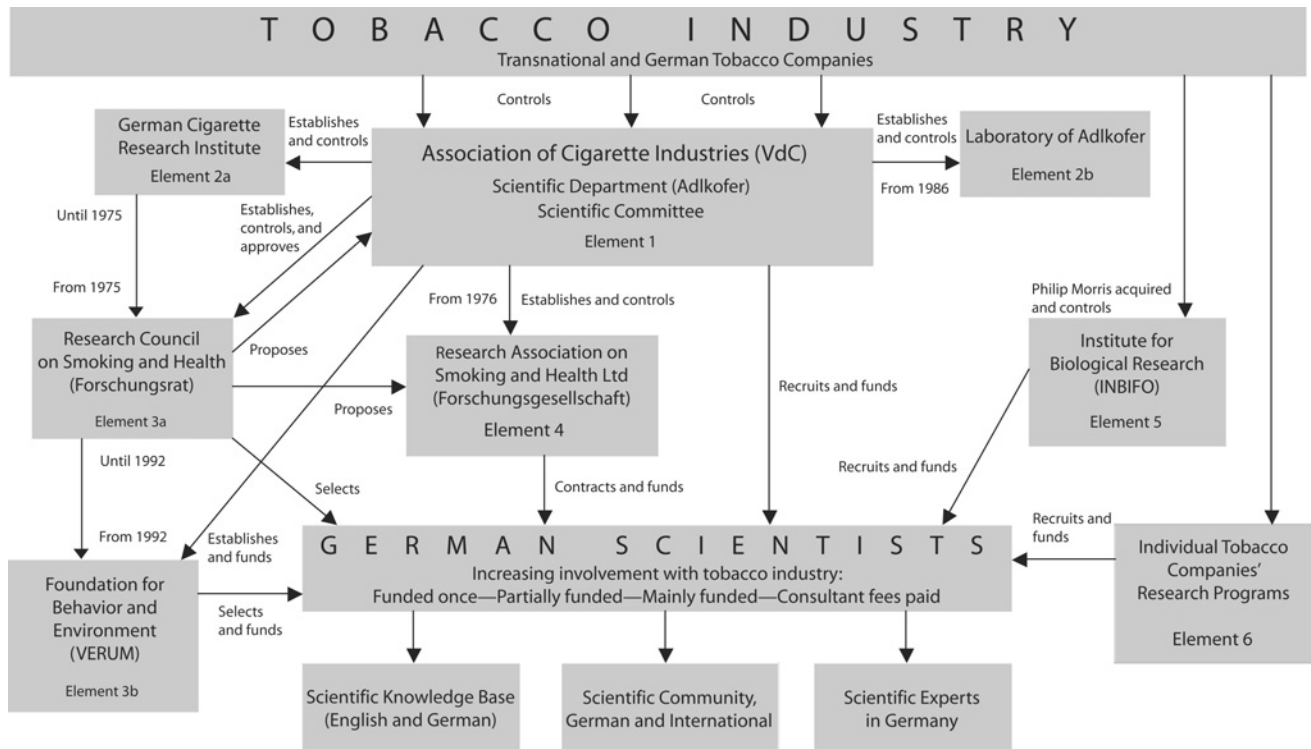 TOBACCO INDUSTRY
Transnational and German Tobacco Companies
Controls
Controls
German Cigarette
Research Institute
Element 2a
Establishes
and controls
Association of Cigarette Industries (VdC)
Scientific Department (Adlkofer)
Scientific Committee
Element 1
Establishes
and controls
From 1986
Laboratory of Adlkofer
Element 2b
Until 1975
From 1975
Establishes,
controls, and
approves
Proposes
From 1976
Establishes and controls
Philip Morris acquired
and controls
Research Council
on Smoking and Health
(Forschungsrat)
Element 3a
Proposes
Research Association on
Smoking and Health Ltd
(Forschungsgesellschaft)
Element 4
Recruits and funds
Institute for
Biological Research
(INBIFO)
Element 5
Until 1992
From 1992
Selects
Contracts and funds
Recruits and funds
Establishes
and funds
Recruits and
funds
Foundation for
Behavior and
Environment
(VERUM)
Element 3b
Selects
and funds
GERMAN SCIENTISTS
Increasing involvement with tobacco industry:
Funded once—Partially funded—Mainly funded—Consultant fees paid
Individual Tobacco
Companies’
Research Programs
Element 6
Scientific Knowledge Base
(English and German)
Scientific Community,
German and International
Scientific Experts
in Germany